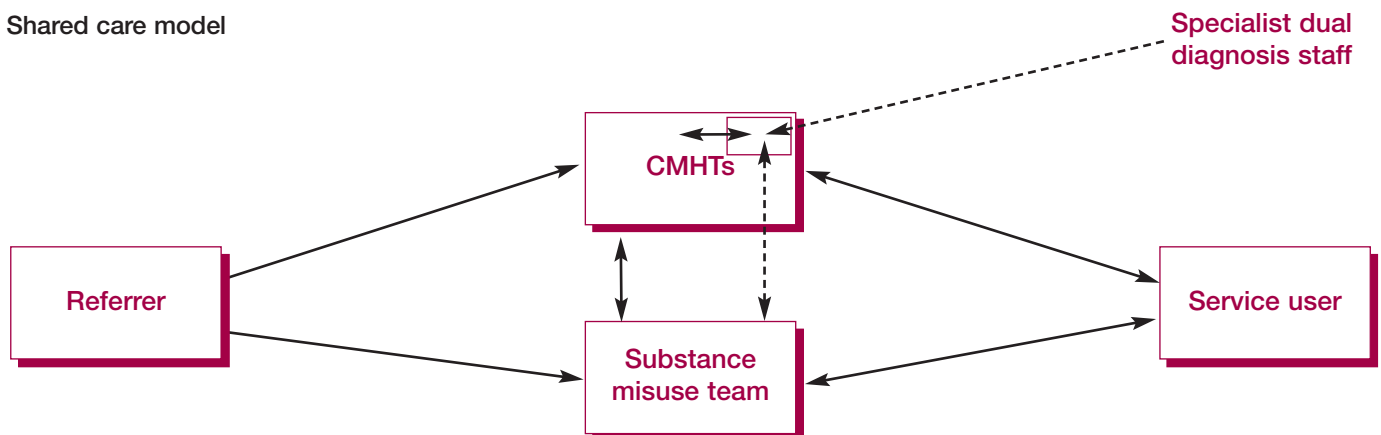 Shared care model
Specialist dual
diagnosis staff
CMHTs
Referrer
Service user
Substance
misuse team